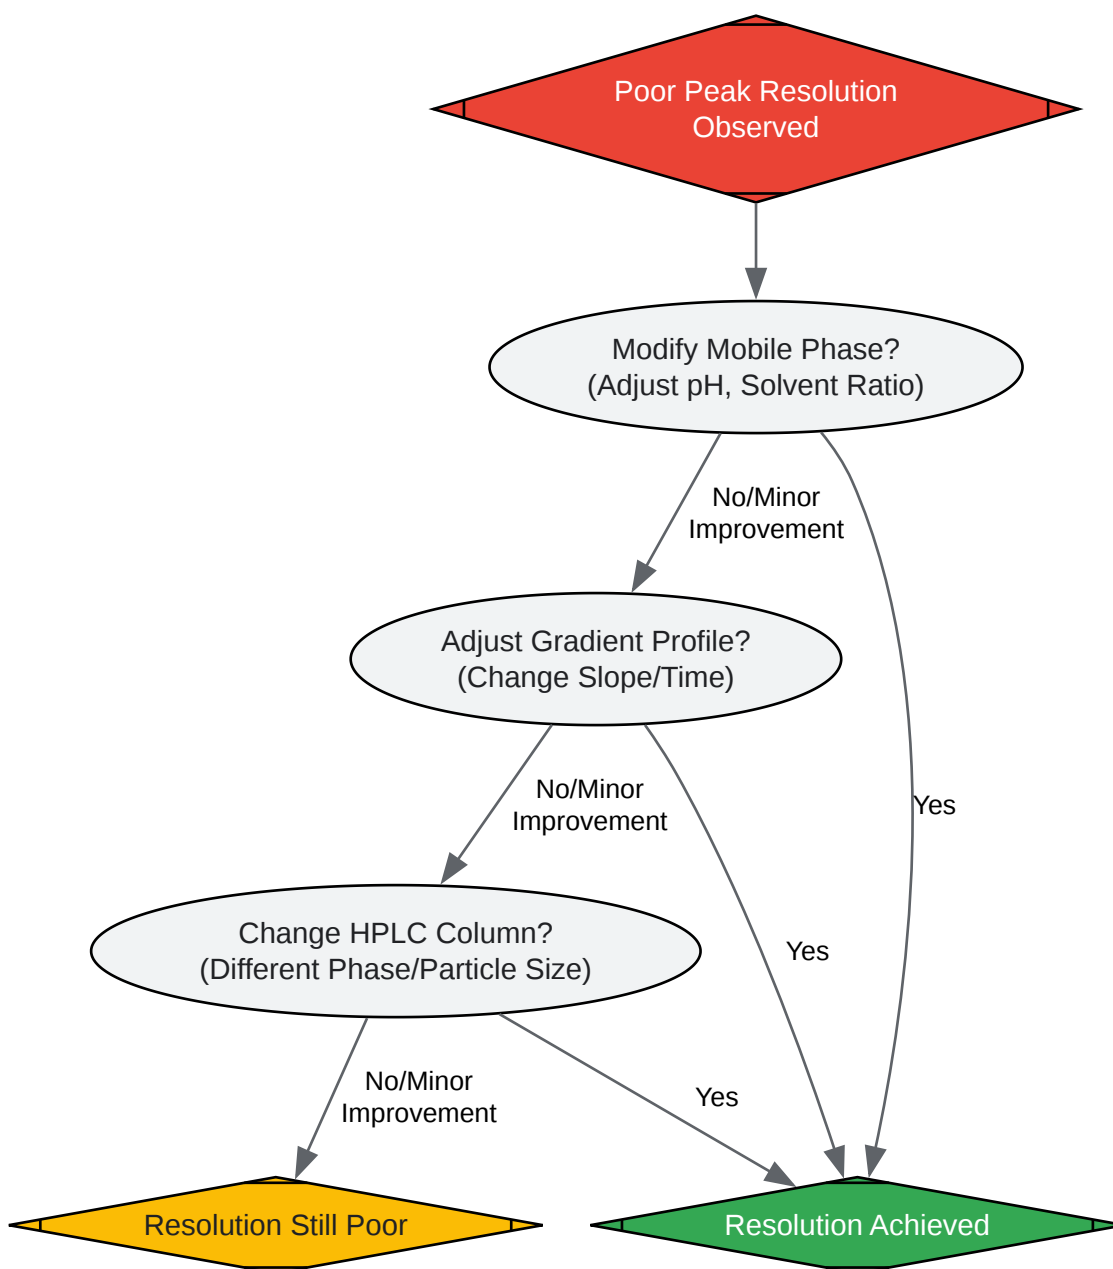 Poor Peak Resolution
Observed
Modify Mobile Phase?
(Adjust pH, Solvent Ratio)
No/Minor
Improvement
Adjust Gradient Profile?
(Change Slope/Time)
No/Minor
Improvement
Yes
Change HPLC Column?
(Different Phase/Particle Size)
Yes
No/Minor
Improvement
Yes
Resolution Still Poor
Resolution Achieved